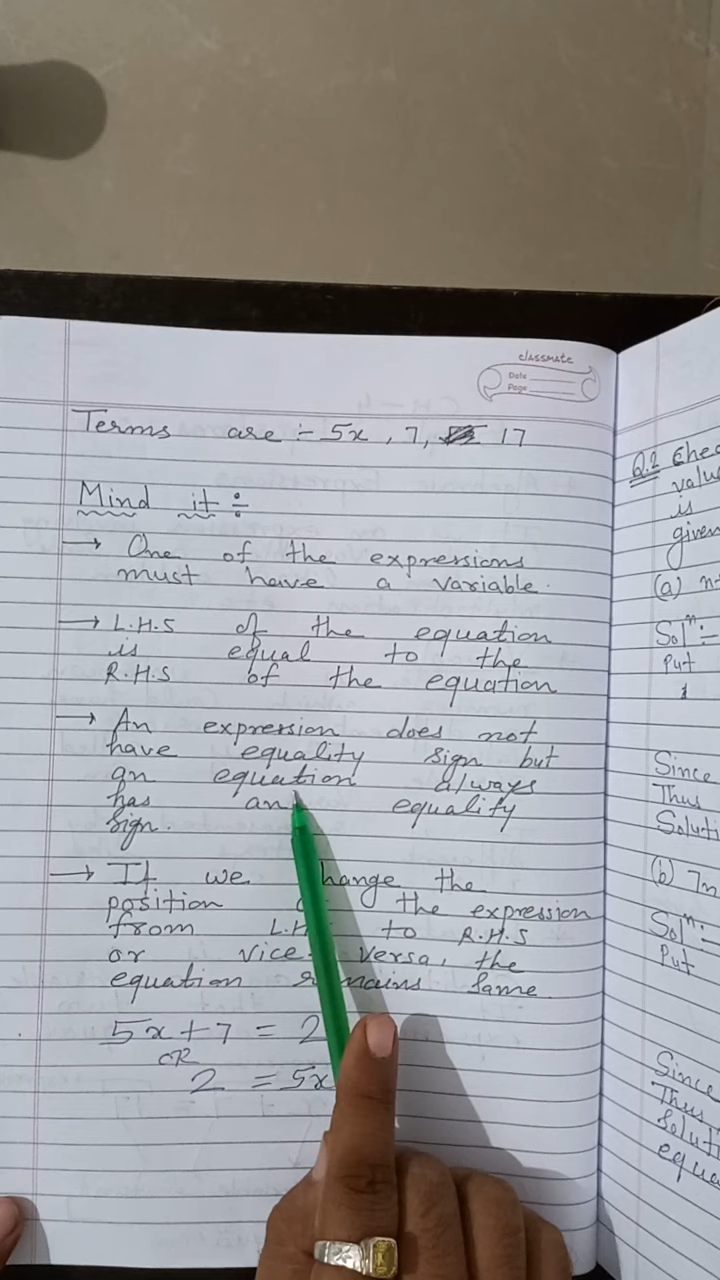 classmate
Date
Page
Terms are :- 5x, 7, 17
Mind it :-
→ One of the expressions
must have a variable.
→ L.H.S of the equation
is equal to the
R.H.S of the equation
→ An expression does not
have equality sign but
an equation always
has an equality
sign.
→ If we hange the
position the expression
from L.H to R.H.S
or vice versa, the
equation mains same.
5x+7 = 2
OR
2 = 5x
Q.2 Chec
valu
is
given
(a) n+
Solⁿ:-
Put
Since
Thus
Soluti
(b) 7n
Solⁿ:-
Put
Since
Thus
Soluti
equa